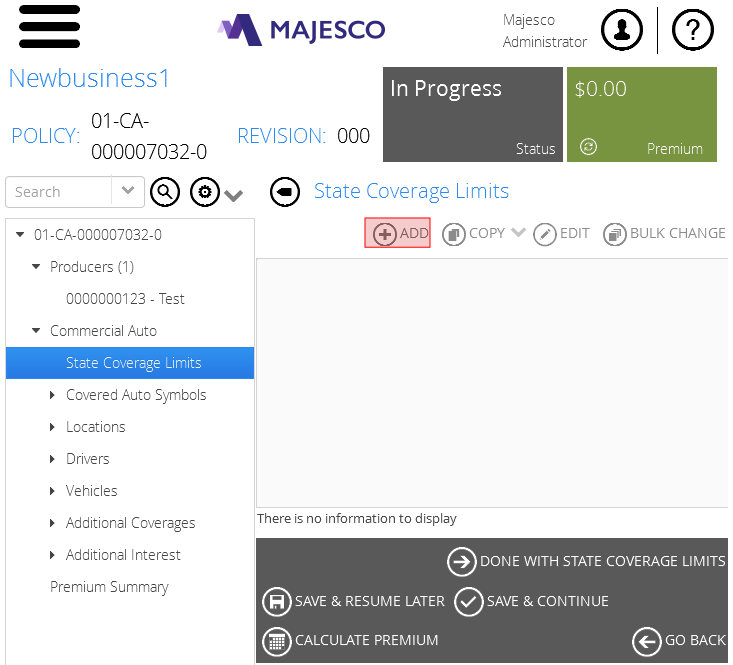 MAJESCO
Majesco
Administrator
?
Newbusiness1
POLICY: 01-CA-
000007032-0
REVISION: 000
In Progress
Status
$0.00
Premium
Search
State Coverage Limits
01-CA-000007032-0
Producers (1)
0000000123 - Test
Commercial Auto
State Coverage Limits
Covered Auto Symbols
Locations
Drivers
Vehicles
Additional Coverages
Additional Interest
Premium Summary
ADD COPY EDIT BULK CHANGE
There is no information to display
DONE WITH STATE COVERAGE LIMITS
SAVE & RESUME LATER SAVE & CONTINUE
CALCULATE PREMIUM GO BACK